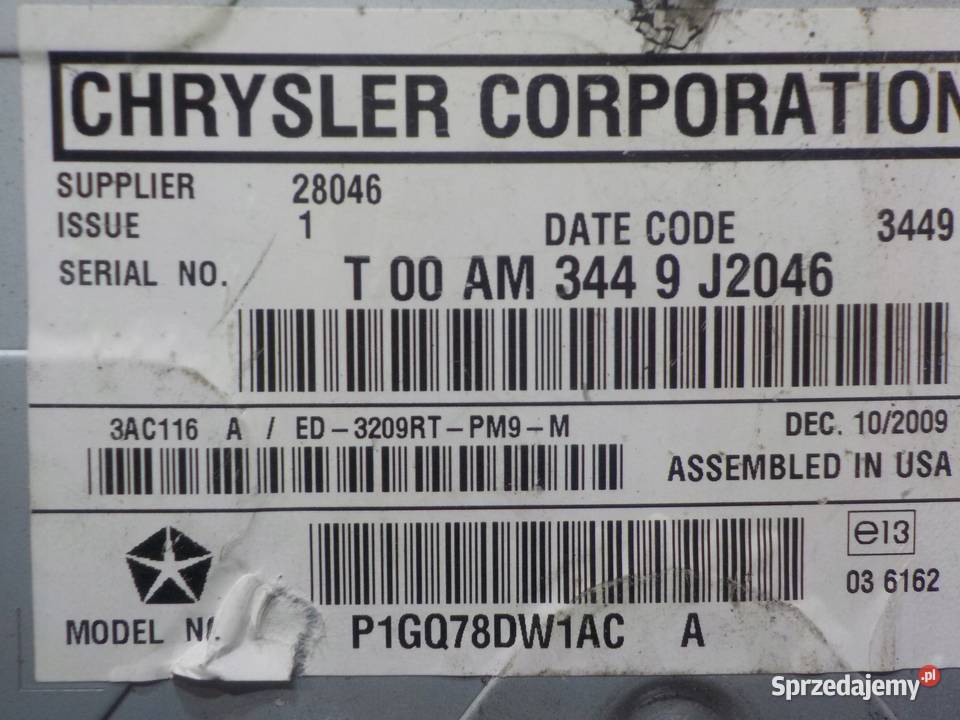 CHRYSLER CORPORATION
SUPPLIER 28046
ISSUE 1 DATE CODE 3449
SERIAL NO. T 00 AM 344 9 J2046
3AC116 A / ED-3209RT-PM9-M DEC. 10/2009
ASSEMBLED IN USA
e13
03 6162
MODEL P1GQ78DW1AC A
Sprzedajemy.pl